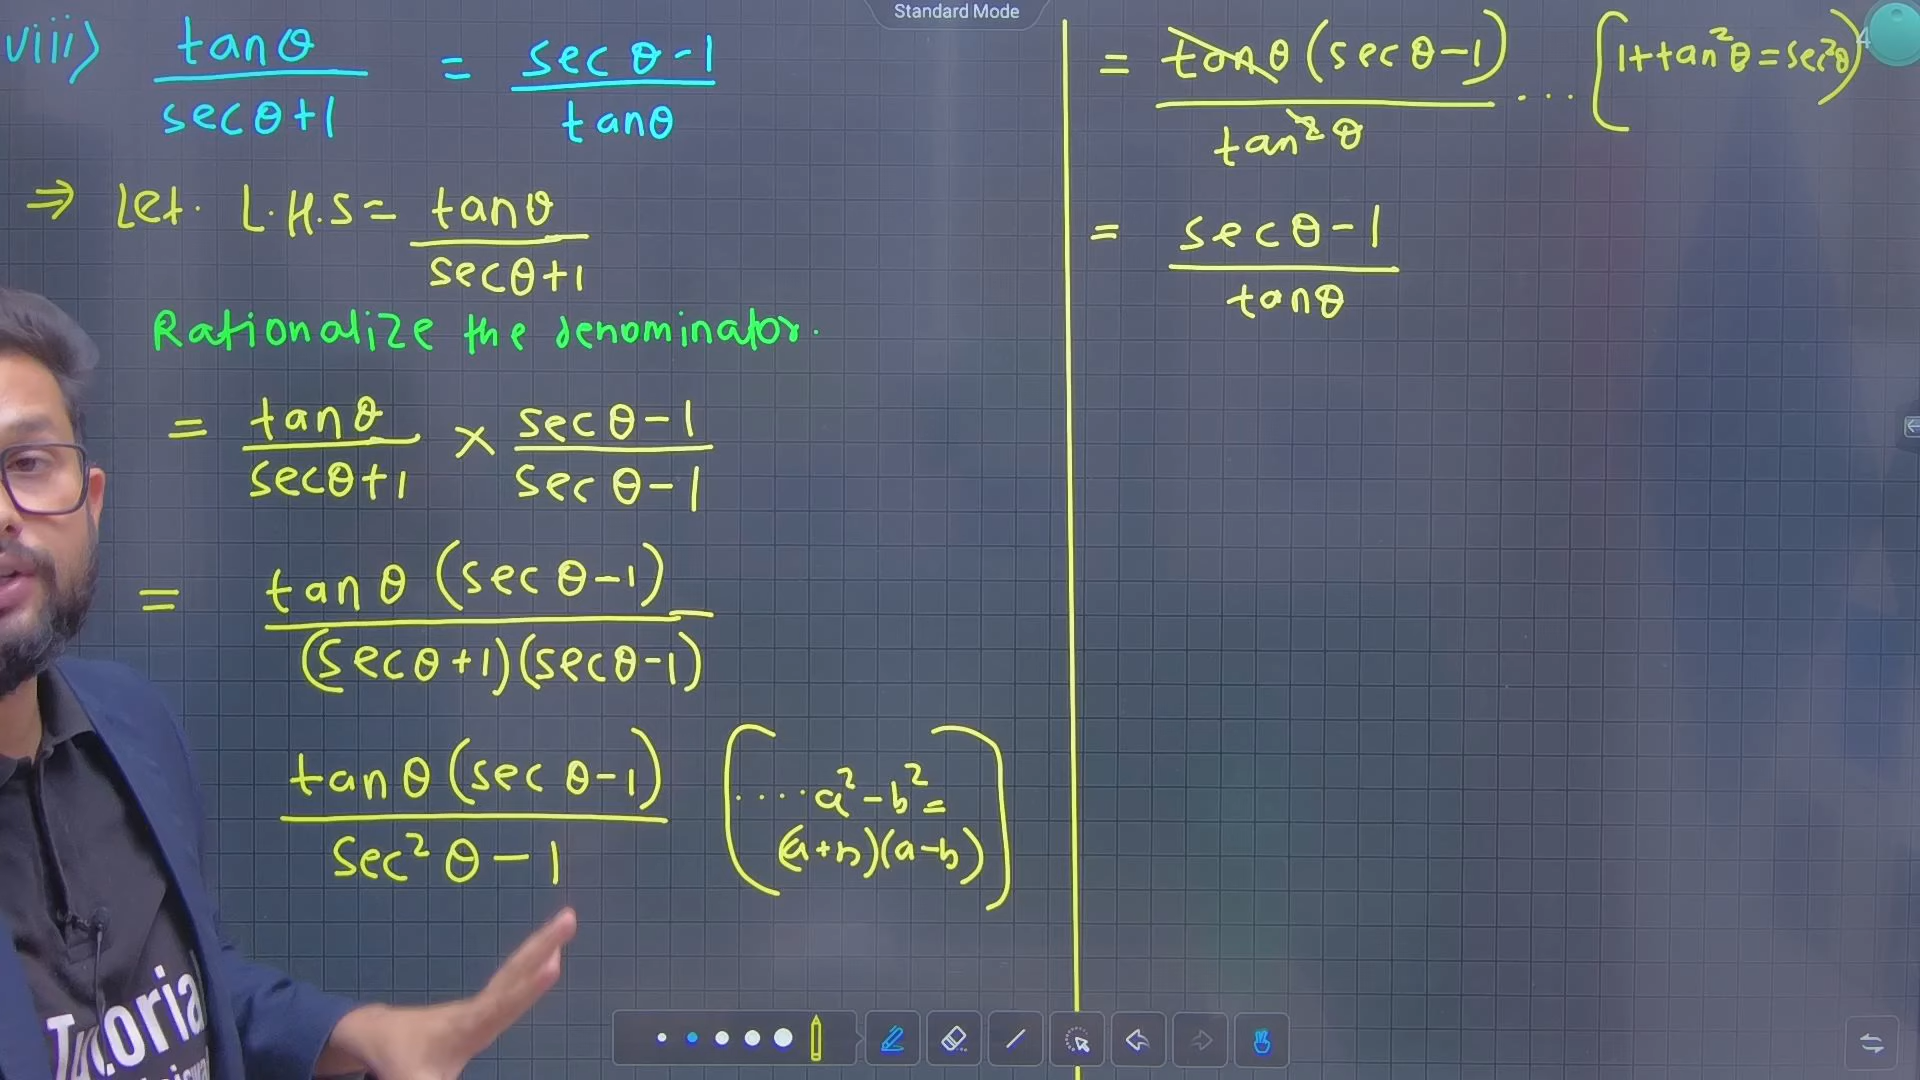 Standard Mode
viii) tanθ/secθ+1 = secθ-1/tanθ
⇒ Let. L.H.S = tanθ/secθ+1
Rationalize the denominator.
= tanθ/secθ+1 × secθ-1/secθ-1
= tanθ(secθ-1)/(secθ+1)(secθ-1)
tanθ(secθ-1)/sec²θ-1 [....a²-b²=
(a+b)(a-b)]
= tanθ(secθ-1)/tan²θ ... [1+tan²θ=sec²θ)
4
= secθ-1/tanθ
Tutorial